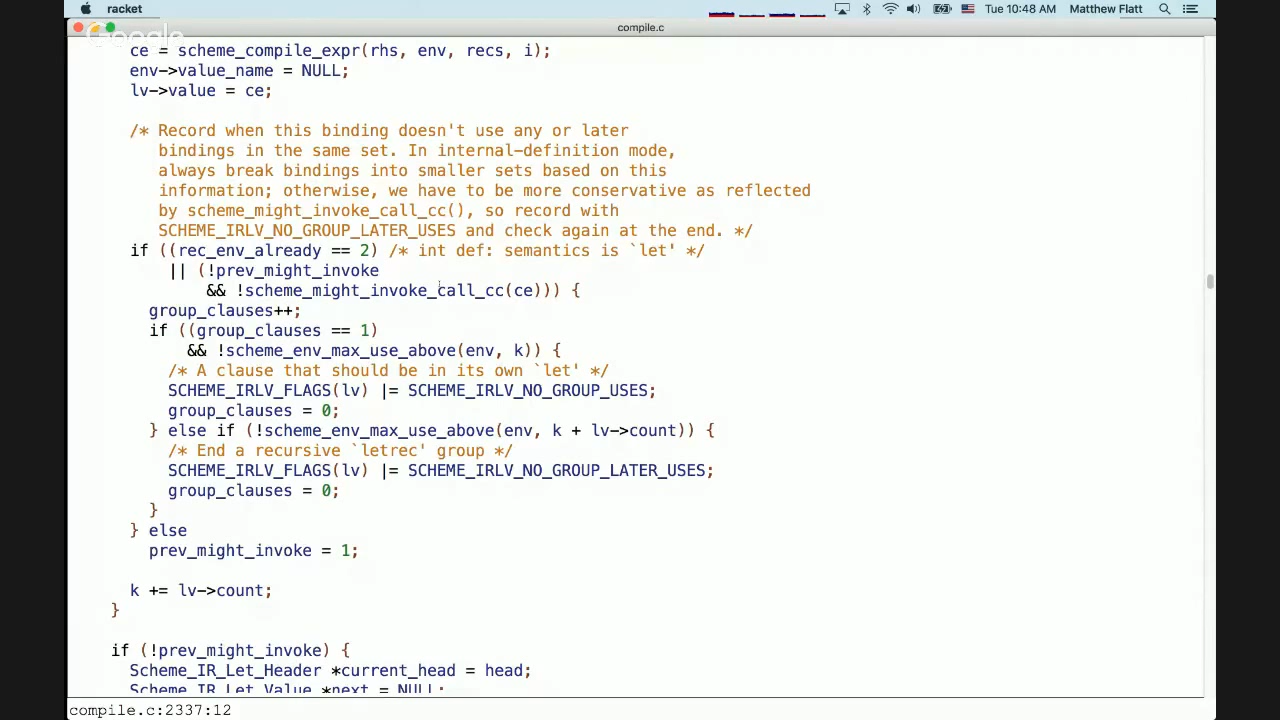 racket
Tue 10:48 AM Matthew Flatt
Google
compile.c
ce = scheme_compile_expr(rhs, env, recs, i);
env->value_name = NULL;
lv->value = ce;
/* Record when this binding doesn't use any or later
bindings in the same set. In internal-definition mode,
always break bindings into smaller sets based on this
information; otherwise, we have to be more conservative as reflected
by scheme_might_invoke_call_cc(), so record with
SCHEME_IRLV_NO_GROUP_LATER_USES and check again at the end. */
if ((rec_env_already == 2) /* int def: semantics is `let' */
|| (!prev_might_invoke
&& !scheme_might_invoke_call_cc(ce))) {
group_clauses++;
if ((group_clauses == 1)
&& !scheme_env_max_use_above(env, k)) {
/* A clause that should be in its own `let' */
SCHEME_IRLV_FLAGS(lv) |= SCHEME_IRLV_NO_GROUP_USES;
group_clauses = 0;
} else if (!scheme_env_max_use_above(env, k + lv->count)) {
/* End a recursive `letrec' group */
SCHEME_IRLV_FLAGS(lv) |= SCHEME_IRLV_NO_GROUP_LATER_USES;
group_clauses = 0;
}
} else
prev_might_invoke = 1;
k += lv->count;
}
if (!prev_might_invoke) {
Scheme_IR_Let_Header *current_head = head;
Scheme_IR_Let_Value *next = NULL;
compile.c:2337:12